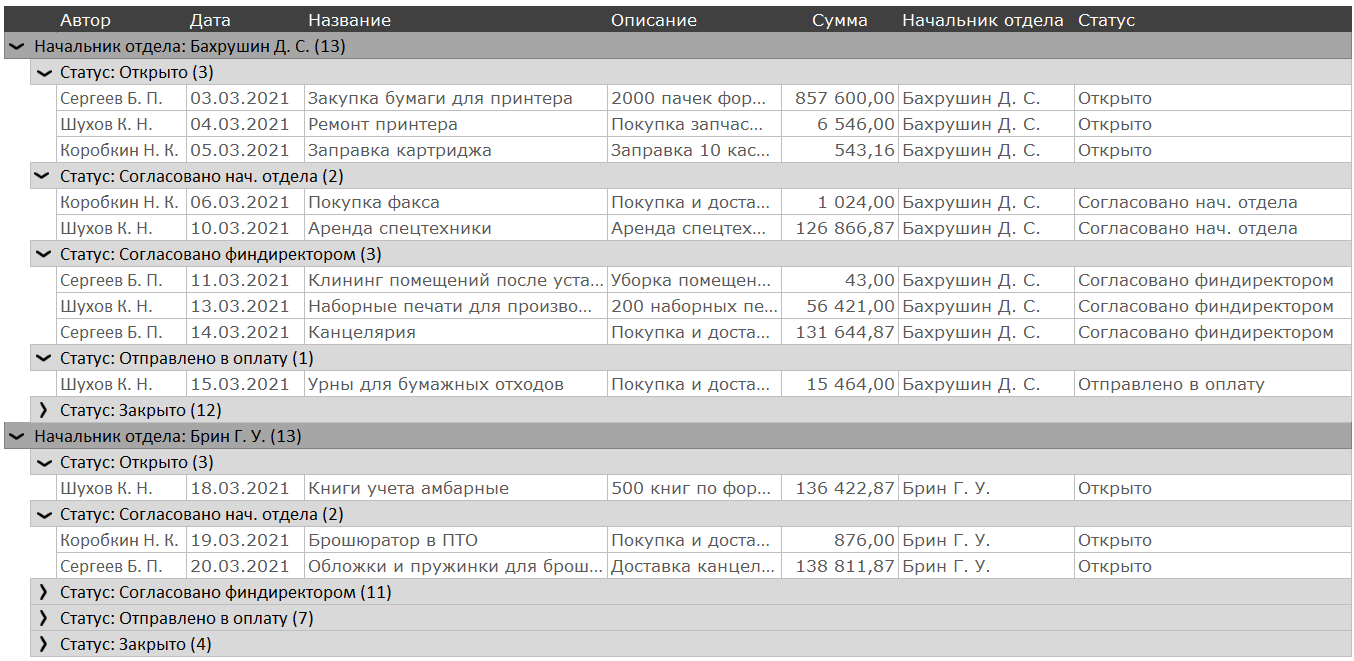 Автор Дата Название Описание Сумма Начальник отдела Статус
Начальник отдела: Бахрушин Д. С. (13)
Статус: Открыто (3)
Сергеев Б. П. 03.03.2021 Закупка бумаги для принтера 2000 пачек фор... 857 600,00 Бахрушин Д. С. Открыто
Шухов К. Н. 04.03.2021 Ремонт принтера Покупка запчас... 6 546,00 Бахрушин Д. С. Открыто
Коробкин Н. К. 05.03.2021 Заправка картриджа Заправка 10 кас... 543,16 Бахрушин Д. С. Открыто
Статус: Согласовано нач. отдела (2)
Коробкин Н. К. 06.03.2021 Покупка факса Покупка и доста... 1 024,00 Бахрушин Д. С. Согласовано нач. отдела
Шухов К. Н. 10.03.2021 Аренда спецтехники Аренда спецтех... 126 866,87 Бахрушин Д. С. Согласовано нач. отдела
Статус: Согласовано финдиректором (3)
Сергеев Б. П. 11.03.2021 Клининг помещений после уста... Уборка помещен... 43,00 Бахрушин Д. С. Согласовано финдиректором
Шухов К. Н. 13.03.2021 Наборные печати для произво... 200 наборных пе... 56 421,00 Бахрушин Д. С. Согласовано финдиректором
Сергеев Б. П. 14.03.2021 Канцелярия Покупка и доста... 131 644,87 Бахрушин Д. С. Согласовано финдиректором
Статус: Отправлено в оплату (1)
Шухов К. Н. 15.03.2021 Урны для бумажных отходов Покупка и доста... 15 464,00 Бахрушин Д. С. Отправлено в оплату
Статус: Закрыто (12)
Начальник отдела: Брин Г. У. (13)
Статус: Открыто (3)
Шухов К. Н. 18.03.2021 Книги учета амбарные 500 книг по фор... 136 422,87 Брин Г. У. Открыто
Статус: Согласовано нач. отдела (2)
Коробкин Н. К. 19.03.2021 Брошюратор в ПТО Покупка и доста... 876,00 Брин Г. У. Открыто
Сергеев Б. П. 20.03.2021 Обложки и пружинки для брош... Доставка канцел... 138 811,87 Брин Г. У. Открыто
Статус: Согласовано финдиректором (11)
Статус: Отправлено в оплату (7)
Статус: Закрыто (4)